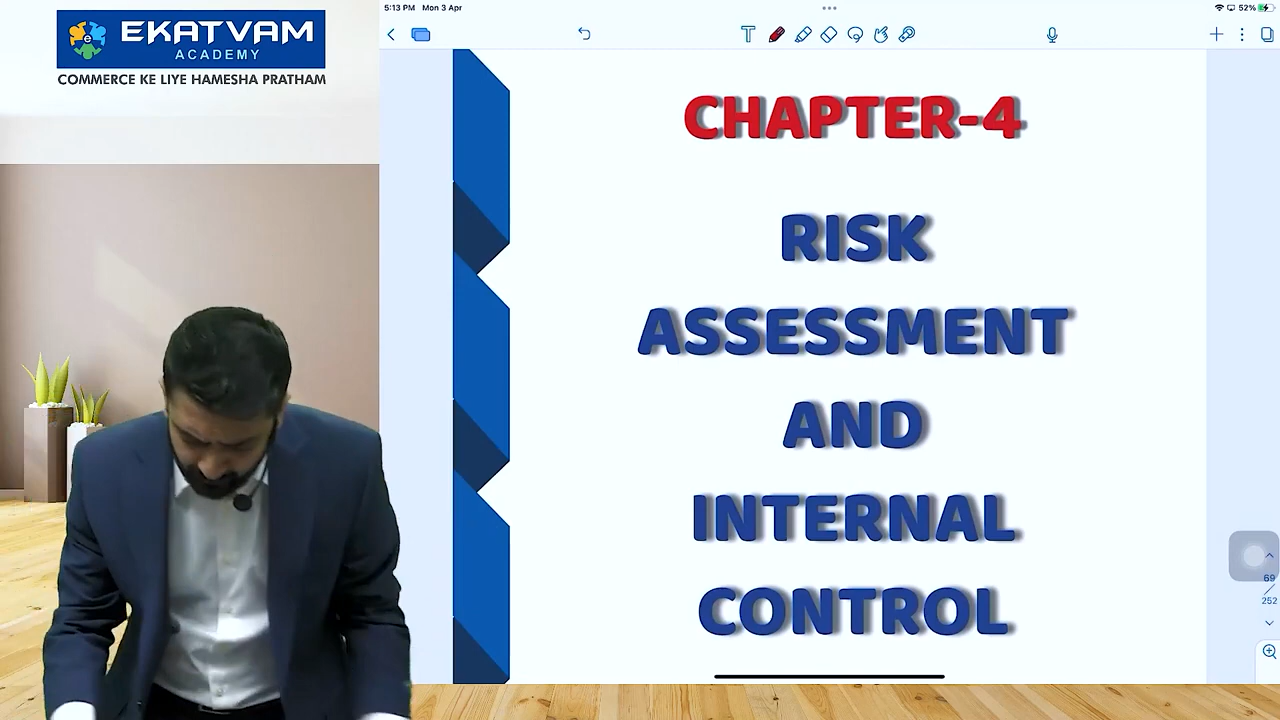 5:13 PM Mon 3 Apr
52%
EKATVAM
ACADEMY
COMMERCE KE LIYE HAMESHA PRATHAM
CHAPTER-4
RISK
ASSESSMENT
AND
INTERNAL
CONTROL
69
252